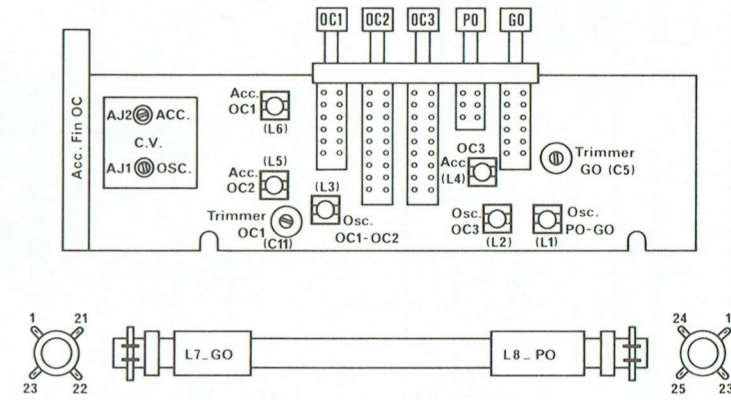 OC1 OC2 OC3 PO GO
Acc. Fin OC
AJ2 ACC.
C.V.
AJ1 OSC.
Acc.
OC1
(L6)
(L5)
Acc.
OC2
Trimmer
OC1
(C11)
(L3)
Osc.
OC1-OC2
OC3
Acc
(L4)
Trimmer
GO (C5)
Osc.
OC3
(L2)
Osc.
PO-GO
(L1)
1 21
23 22
L7_GO
L8_PO
24 1
25 23